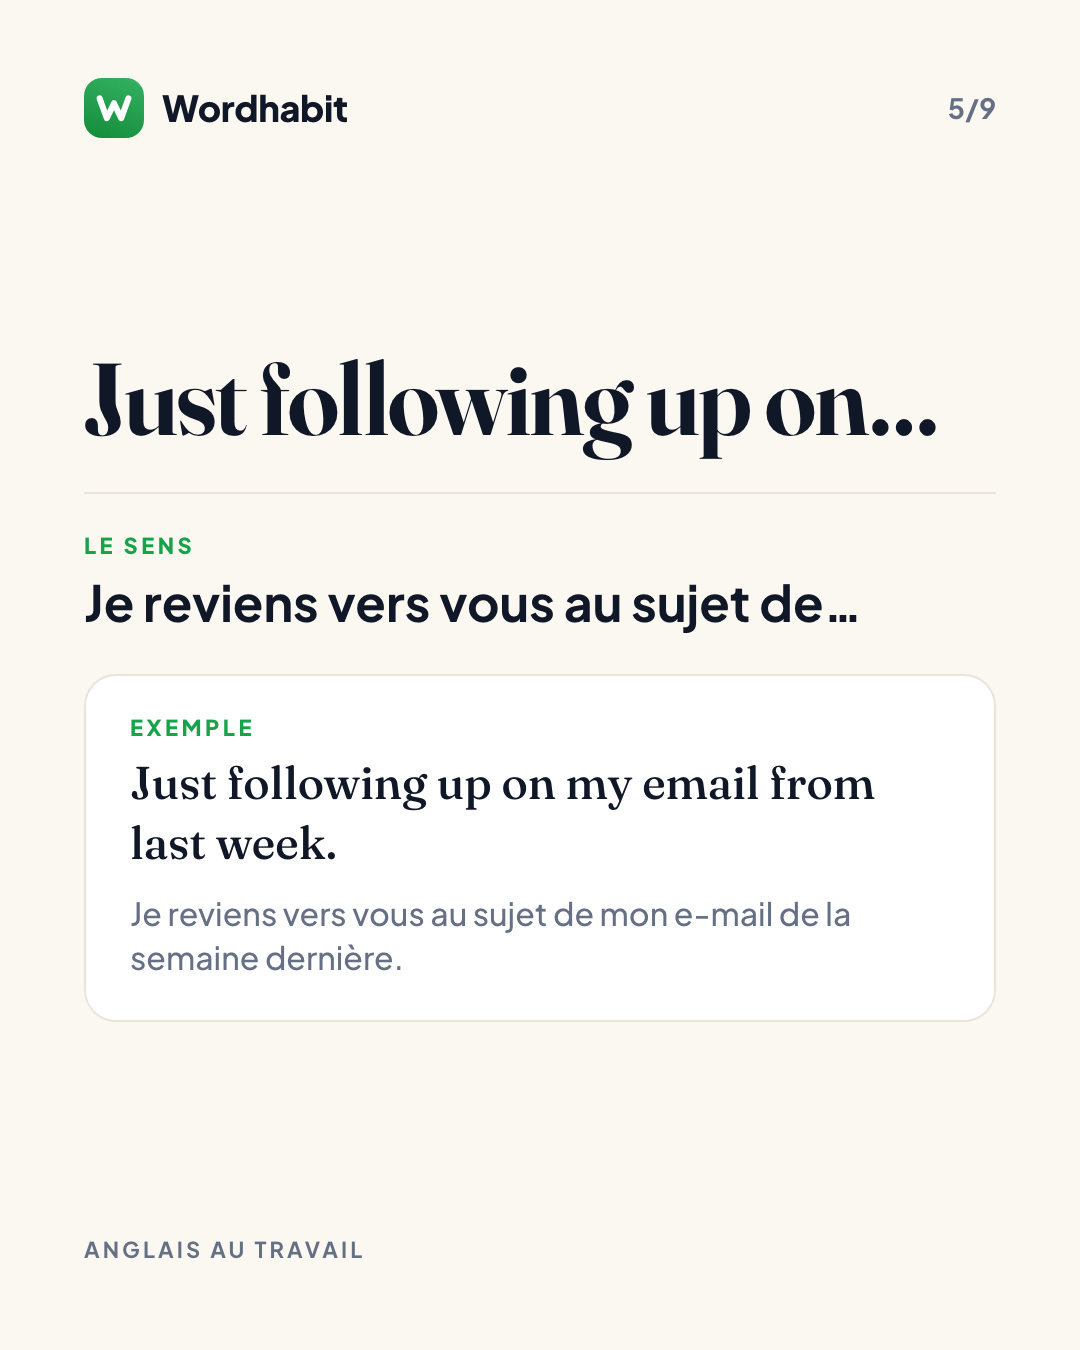 Wordhabit
5/9
Just following up on...
LE SENS
Je reviens vers vous au sujet de…
EXEMPLE
Just following up on my email from
last week.
Je reviens vers vous au sujet de mon e-mail de la
semaine dernière.
ANGLAIS AU TRAVAIL